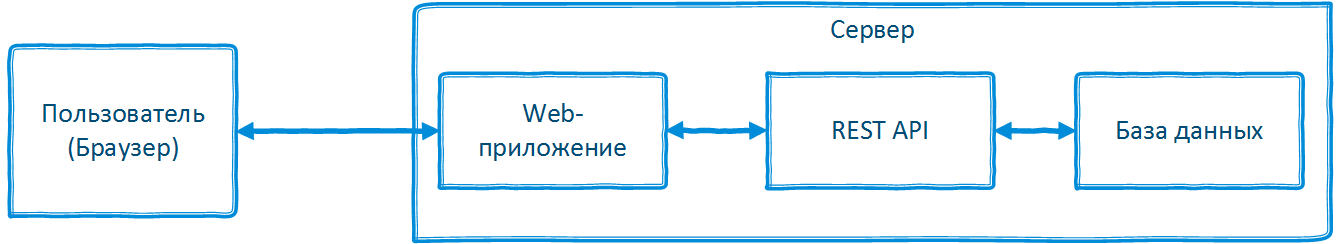 Сервер
Пользователь
(Браузер)
Web-
приложение
REST API
База данных